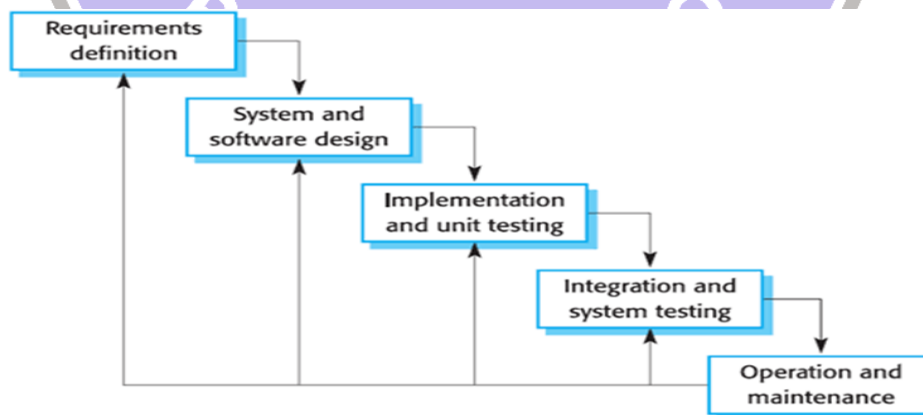 Requirements
definition
System and
software design
Implementation
and unit testing
Integration and
system testing
Operation and
maintenance